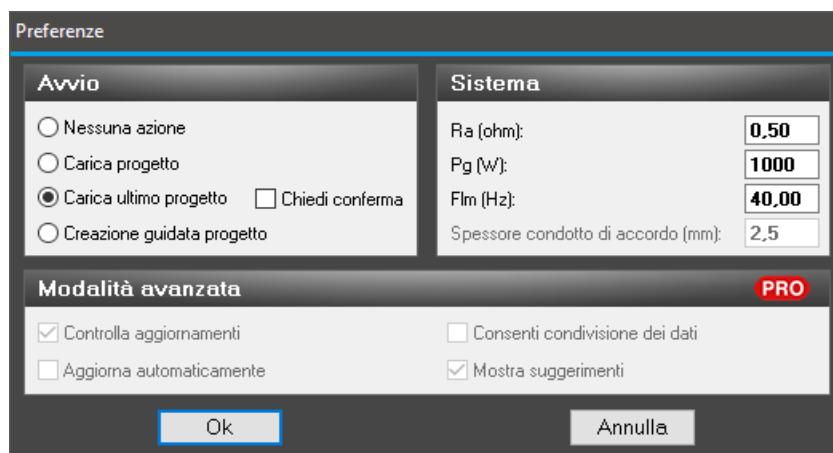 Preferenze
Avvio
Nessuna azione
Carica progetto
Carica ultimo progetto Chiedi conferma
Creazione guidata progetto
Sistema
Ra (ohm): 0,50
Pg (W): 1000
Flm (Hz): 40,00
Spessore condotto di accordo (mm): 2,5
Modalità avanzata PRO
Controlla aggiornamenti Consenti condivisione dei dati
Aggiorna automaticamente Mostra suggerimenti
Ok Annulla